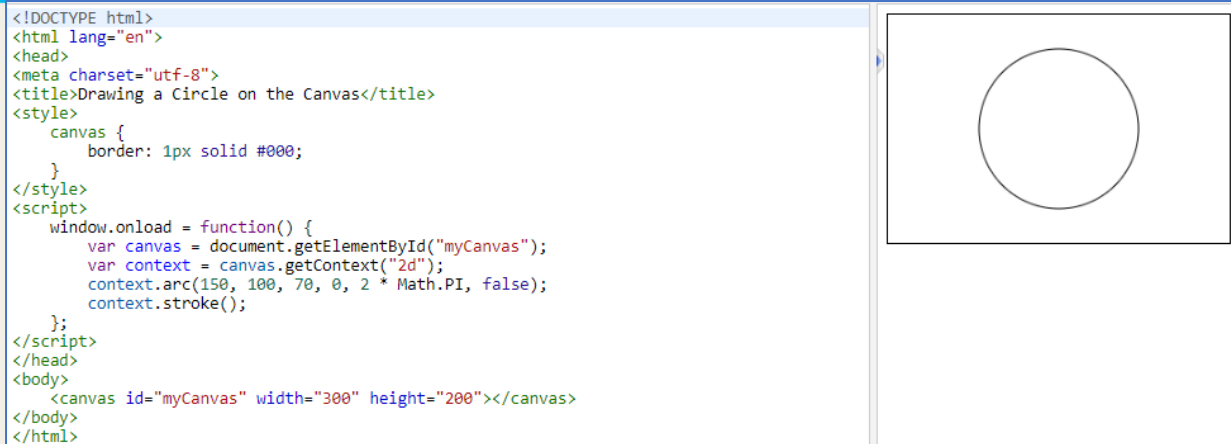 <!DOCTYPE html>
<html lang="en">
<head>
<meta charset="utf-8">
<title>Drawing a Circle on the Canvas</title>
<style>
    canvas {
        border: 1px solid #000;
    }
</style>
<script>
    window.onload = function() {
        var canvas = document.getElementById("myCanvas");
        var context = canvas.getContext("2d");
        context.arc(150, 100, 70, 0, 2 * Math.PI, false);
        context.stroke();
    };
</script>
</head>
<body>
    <canvas id="myCanvas" width="300" height="200"></canvas>
</body>
</html>